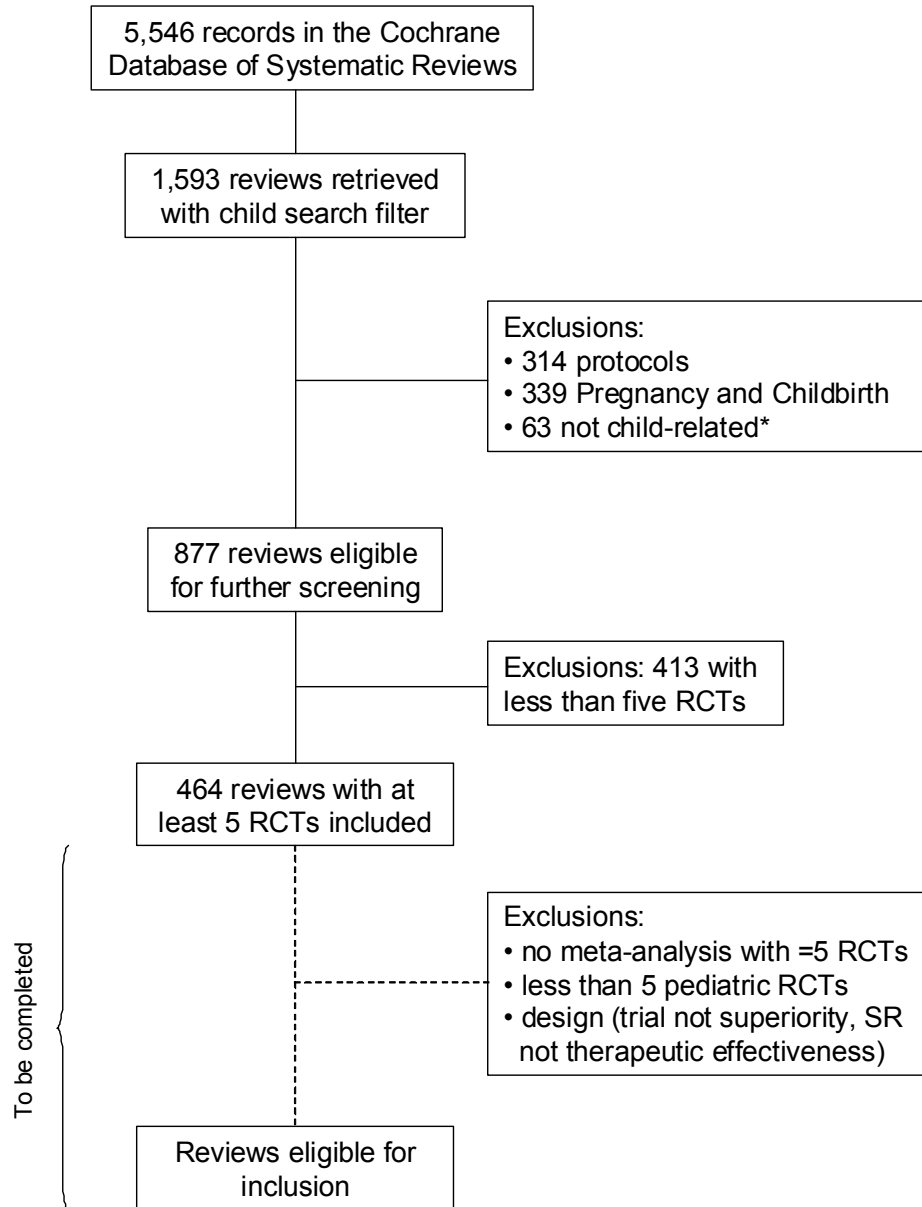 5,546 records in the Cochrane
Database of Systematic Reviews
1,593 reviews retrieved
with child search filter
Exclusions:
• 314 protocols
• 339 Pregnancy and Childbirth
• 63 not child-related*
877 reviews eligible
for further screening
Exclusions: 413 with
less than five RCTs
464 reviews with at
least 5 RCTs included
Exclusions:
• no meta-analysis with =5 RCTs
• less than 5 pediatric RCTs
• design (trial not superiority, SR
not therapeutic effectiveness)
To be completed
Reviews eligible for
inclusion